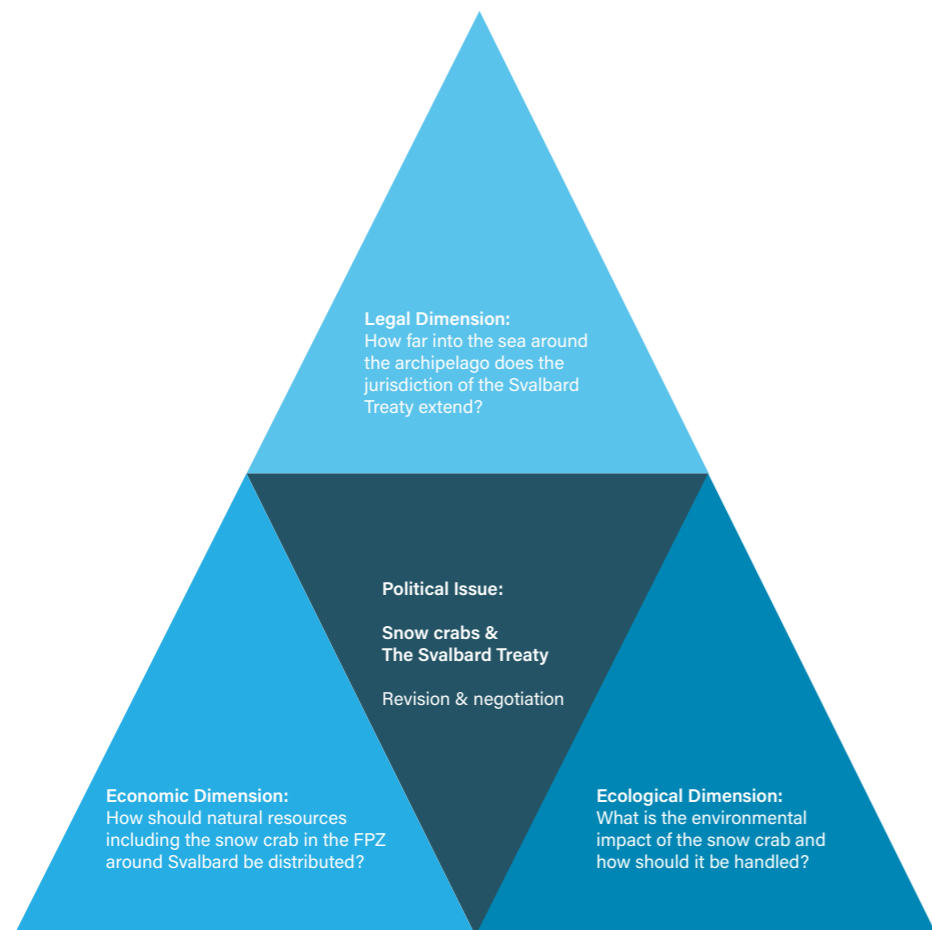 Legal Dimension:
How far into the sea around
the archipelago does the
jurisdiction of the Svalbard
Treaty extend?
Political Issue:
Snow crabs &
The Svalbard Treaty
Revision & negotiation
Economic Dimension:
How should natural resources
including the snow crab in the FPZ
around Svalbard be distributed?
Ecological Dimension:
What is the environmental
impact of the snow crab and
how should it be handled?